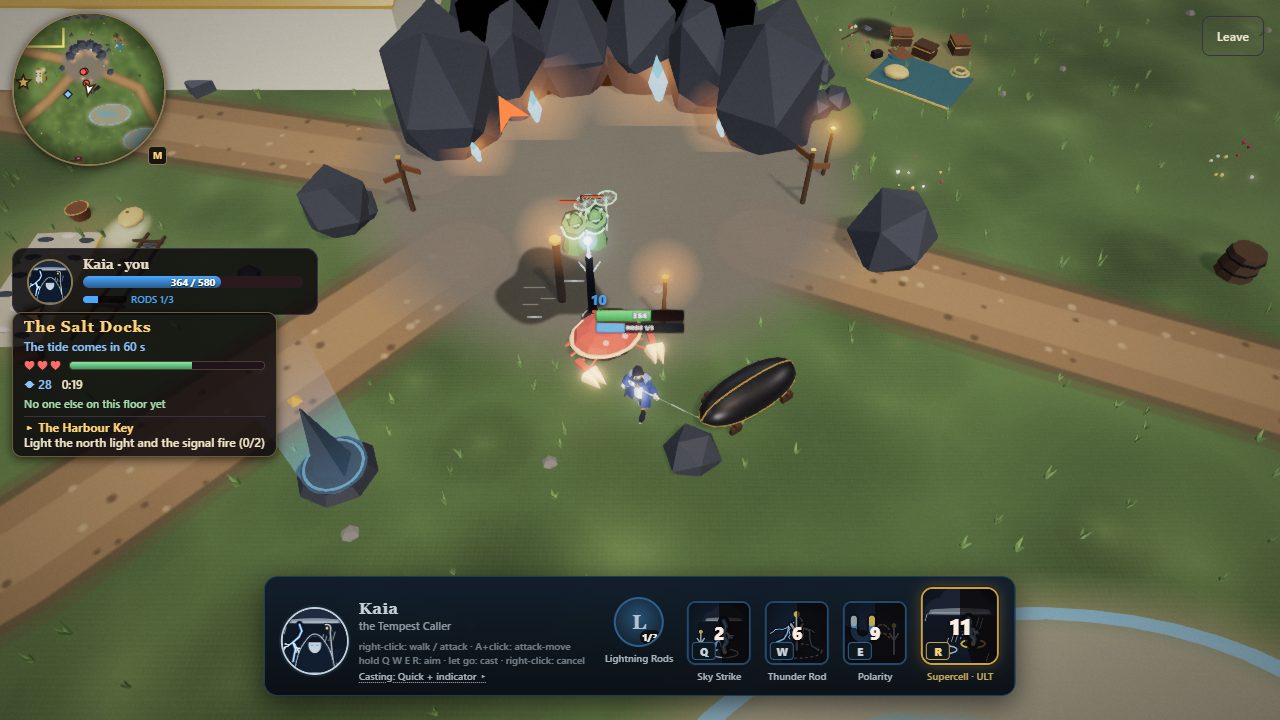 Leave
M
Kaia · you
364 / 580
RODS 1/3
The Salt Docks
The tide comes in 60 s
28 0:19
No one else on this floor yet
▸ The Harbour Key
Light the north light and the signal fire (0/2)
10
364
RODS 1/3
Kaia
the Tempest Caller
right-click: walk / attack · A+click: attack-move
hold Q W E R: aim · let go: cast · right-click: cancel
Casting: Quick + indicator ▸
L
1/3
Lightning Rods
2
Q
Sky Strike
6
W
Thunder Rod
9
E
Polarity
11
R
Supercell · ULT